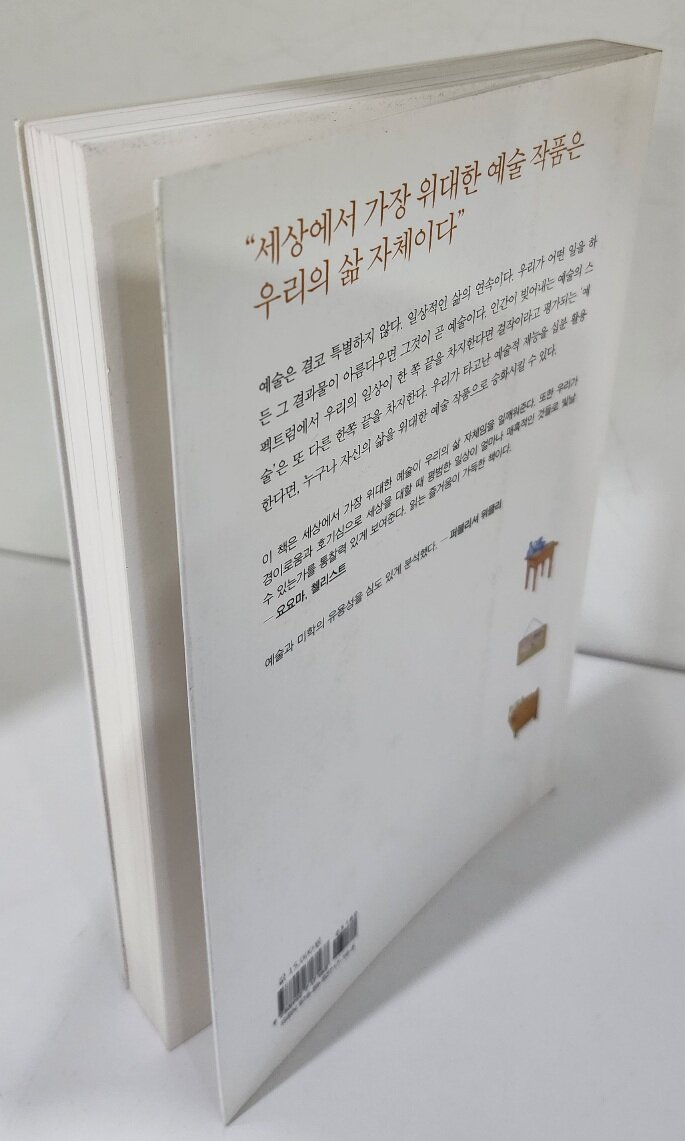 “세상에서 가장 위대한 예술 작품은
우리의 삶 자체이다”
예술은 결코 특별하지 않다. 일상적인 삶의 연속이다. 우리가 어떤 일을 하
든 그 결과물이 아름다우면 그것이 곧 예술이다. 인간이 빚어내는 예술의 스
펙트럼에서 우리의 일상이 한 쪽 끝을 차지한다면 걸작이라고 평가되는 ‘예
술’은 또 다른 한쪽 끝을 차지한다. 우리가 타고난 예술적 재능을 십분 활용
한다면, 누구나 자신의 삶을 위대한 예술 작품으로 승화시킬 수 있다.
이 책은 세상에서 가장 위대한 예술이 우리의 삶 자체임을 일깨워준다. 또한 우리가
경이로움과 호기심으로 세상을 대할 때 평범한 일상이 얼마나 매혹적인 것들로 빛날
수 있는가를 통찰력 있게 보여준다. 읽는 즐거움이 가득한 책이다.
— 요요마, 첼리스트
예술과 미학의 유용성을 심도 있게 분석했다. — 퍼블리셔 위클리
값 15,000원